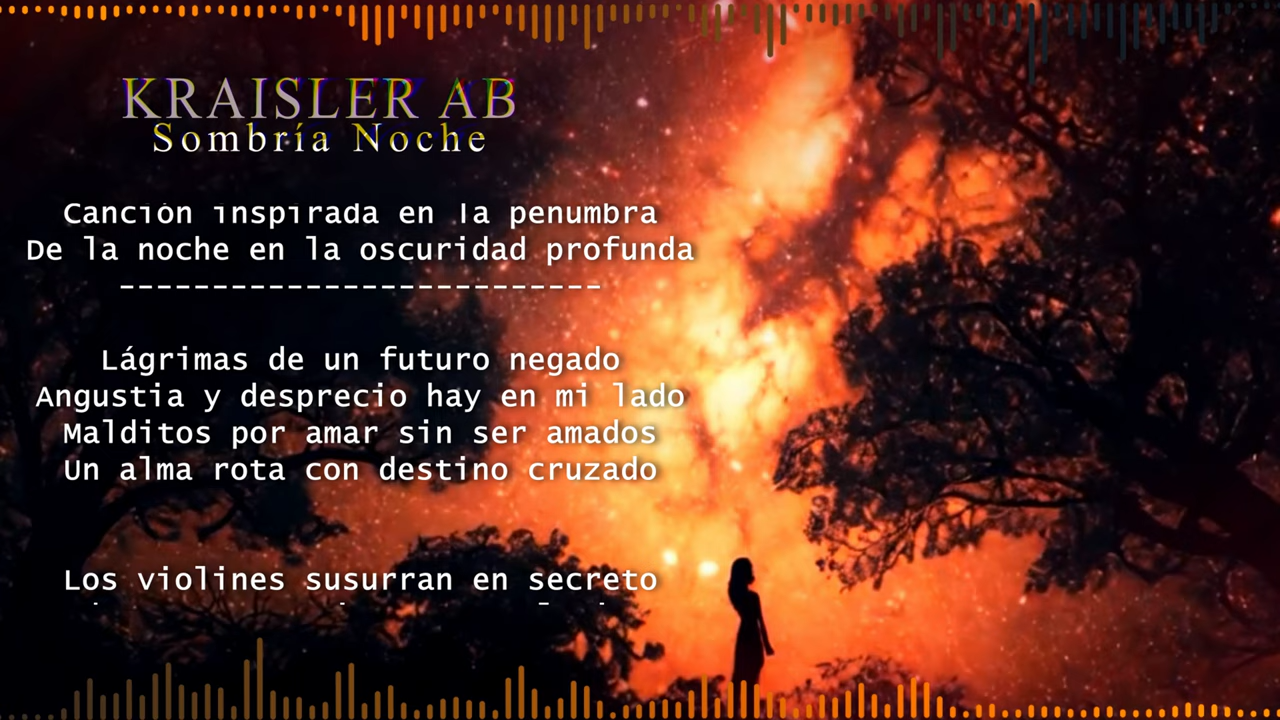 KRAISLER AB
Sombría Noche
Canción inspirada en la penumbra
De la noche en la oscuridad profunda
--------------------------
Lágrimas de un futuro negado
Angustia y desprecio hay en mi lado
Malditos por amar sin ser amados
Un alma rota con destino cruzado
Los violines susurran en secreto